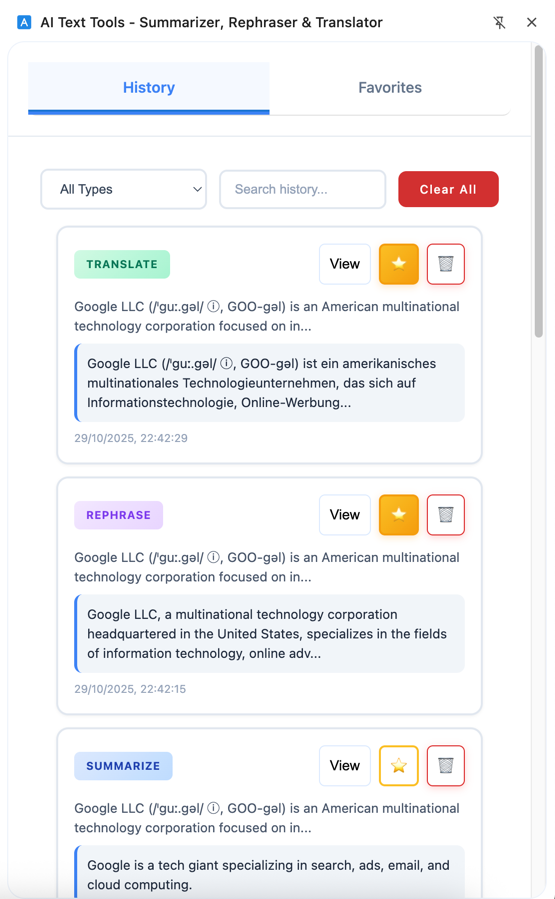 A AI Text Tools - Summarizer, Rephraser & Translator
History Favorites
All Types Search history... Clear All
TRANSLATE View
Google LLC (/ˈɡuː.ɡəl/ ⓘ, GOO-gəl) is an American multinational
technology corporation focused on in...
Google LLC (/ˈɡuː.ɡəl/ ⓘ, GOO-gəl) ist ein amerikanisches
multinationales Technologieunternehmen, das sich auf
Informationstechnologie, Online-Werbung...
29/10/2025, 22:42:29
REPHRASE View
Google LLC (/ˈɡuː.ɡəl/ ⓘ, GOO-gəl) is an American multinational
technology corporation focused on in...
Google LLC, a multinational technology corporation
headquartered in the United States, specializes in the fields
of information technology, online adv...
29/10/2025, 22:42:15
SUMMARIZE View
Google LLC (/ˈɡuː.ɡəl/ ⓘ, GOO-gəl) is an American multinational
technology corporation focused on in...
Google is a tech giant specializing in search, ads, email, and
cloud computing.